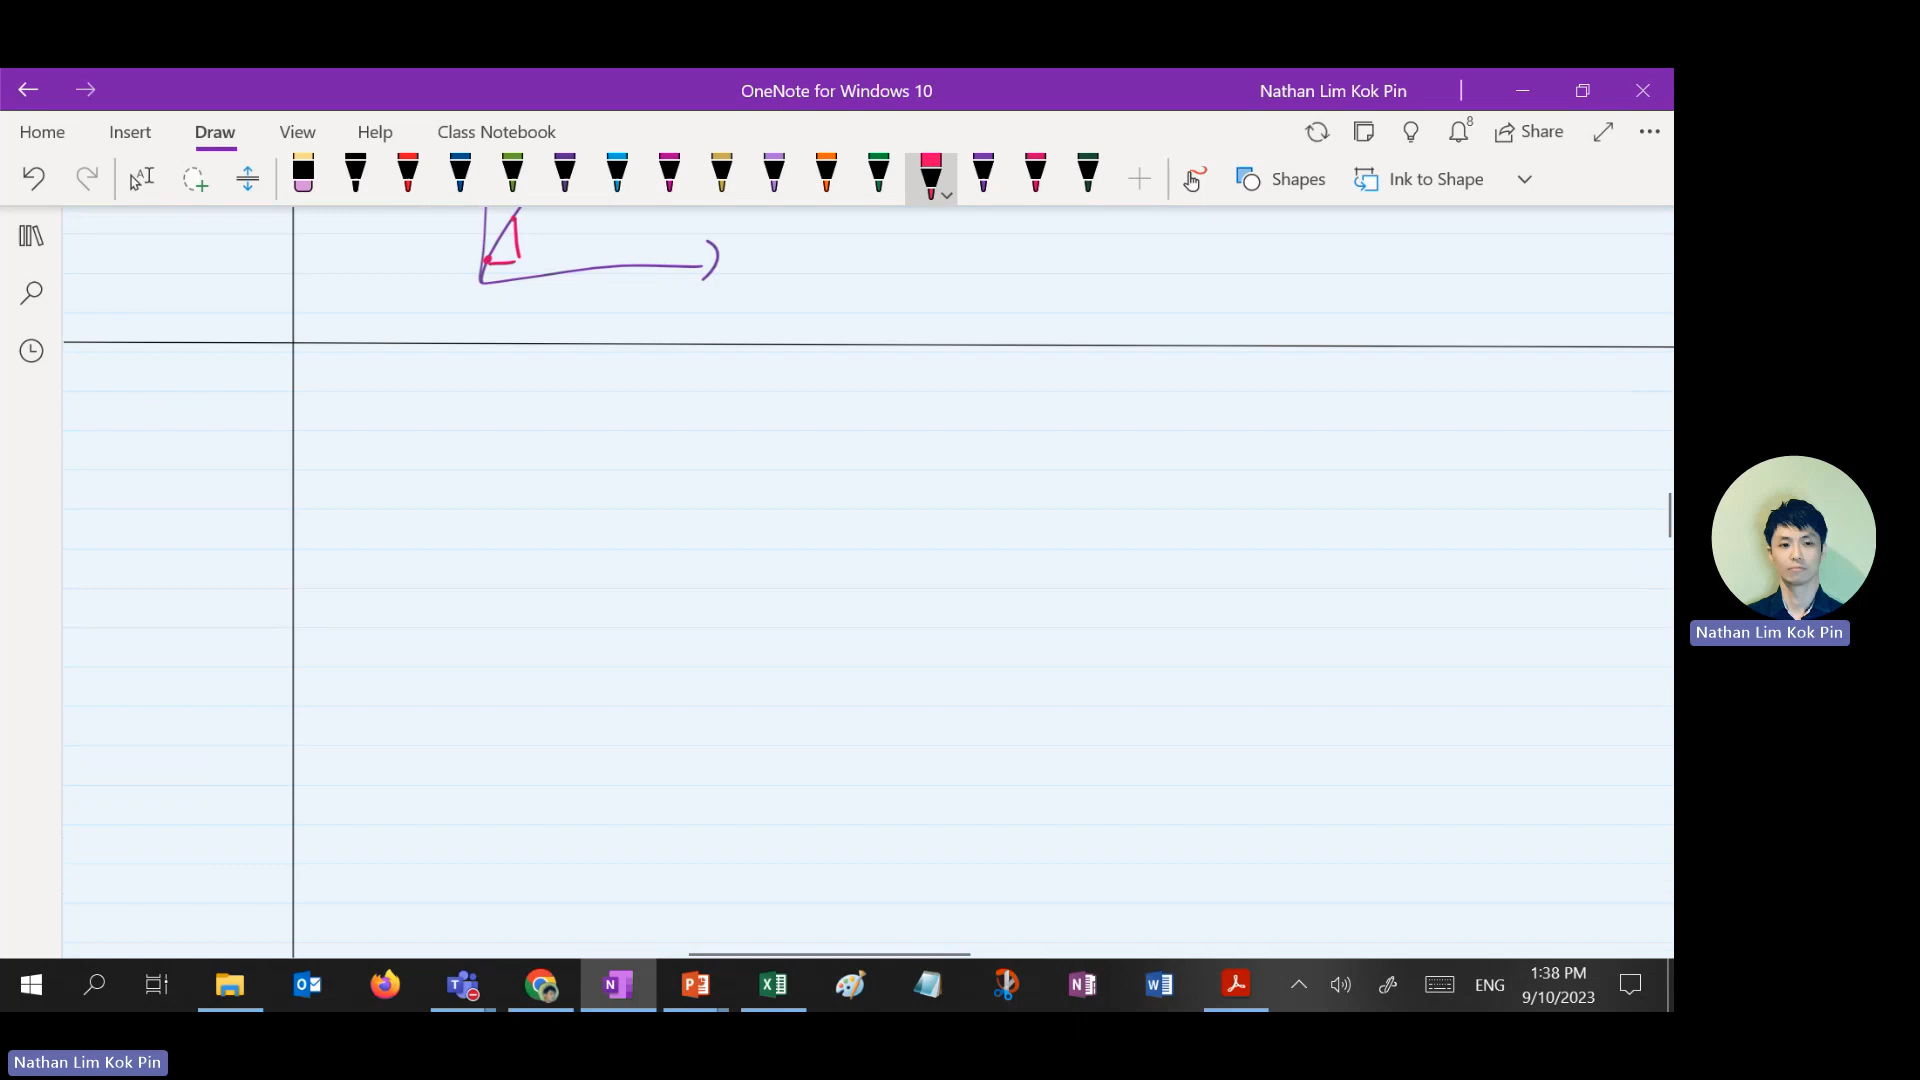 OneNote for Windows 10 Nathan Lim Kok Pin
Home Insert Draw View Help Class Notebook 8 Share
Shapes Ink to Shape
Nathan Lim Kok Pin
ENG 1:38 PM
9/10/2023
Nathan Lim Kok Pin